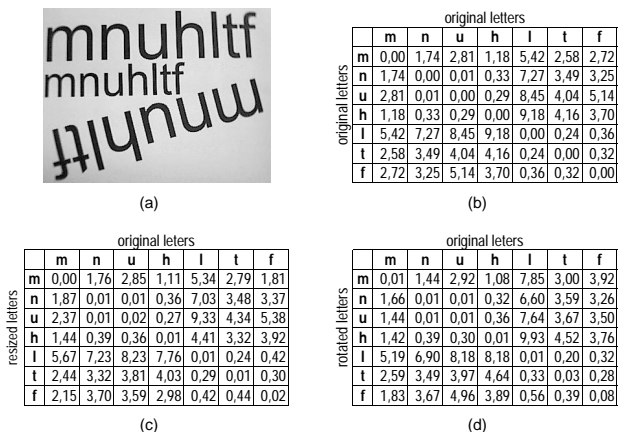 mnuhltf
mnuhltf
mnuhltf
(a)
original letters
original letters
m n u h l t f
m 0,00 1,74 2,81 1,18 5,42 2,58 2,72
n 1,74 0,00 0,01 0,33 7,27 3,49 3,25
u 2,81 0,01 0,00 0,29 8,45 4,04 5,14
h 1,18 0,33 0,29 0,00 9,18 4,16 3,70
l 5,42 7,27 8,45 9,18 0,00 0,24 0,36
t 2,58 3,49 4,04 4,16 0,24 0,00 0,32
f 2,72 3,25 5,14 3,70 0,36 0,32 0,00
(b)
original leters
resized letters
m n u h l t f
m 0,00 1,76 2,85 1,11 5,34 2,79 1,81
n 1,87 0,01 0,01 0,36 7,03 3,48 3,37
u 2,37 0,01 0,02 0,27 9,33 4,34 5,38
h 1,44 0,39 0,36 0,01 4,41 3,32 3,92
l 5,67 7,23 8,23 7,76 0,01 0,24 0,42
t 2,44 3,32 3,81 4,03 0,29 0,01 0,30
f 2,15 3,70 3,59 2,98 0,42 0,44 0,02
(c)
original letters
rotated letters
m n u h l t f
m 0,01 1,44 2,92 1,08 7,85 3,00 3,92
n 1,66 0,01 0,01 0,32 6,60 3,59 3,26
u 1,44 0,01 0,01 0,36 7,64 3,67 3,50
h 1,42 0,39 0,30 0,01 9,93 4,52 3,76
l 5,19 6,90 8,18 8,18 0,01 0,20 0,32
t 2,59 3,49 3,97 4,64 0,33 0,03 0,28
f 1,83 3,67 4,96 3,89 0,56 0,39 0,08
(d)